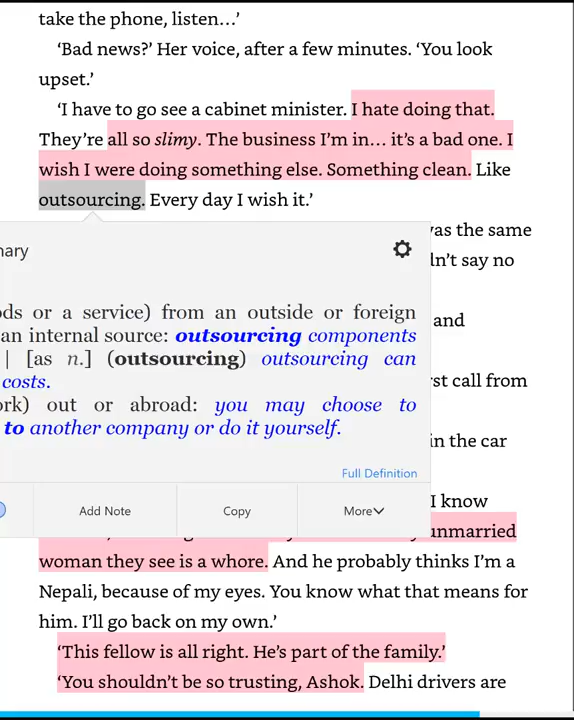 take the phone, listen…’
‘Bad news?’ Her voice, after a few minutes. ‘You look
upset.’
‘I have to go see a cabinet minister. I hate doing that.
They’re all so slimy. The business I’m in… it’s a bad one. I
wish I were doing something else. Something clean. Like
outsourcing. Every day I wish it.’
was the same
nary
dn’t say no
ods or a service) from an outside or foreign
an internal source: outsourcing components
and
| [as n.] (outsourcing) outsourcing can
costs.
rst call from
ork) out or abroad: you may choose to
to another company or do it yourself.
in the car
Full Definition
I know
Add Note Copy More
unmarried
woman they see is a whore. And he probably thinks I’m a
Nepali, because of my eyes. You know what that means for
him. I’ll go back on my own.’
‘This fellow is all right. He’s part of the family.’
‘You shouldn’t be so trusting, Ashok. Delhi drivers are